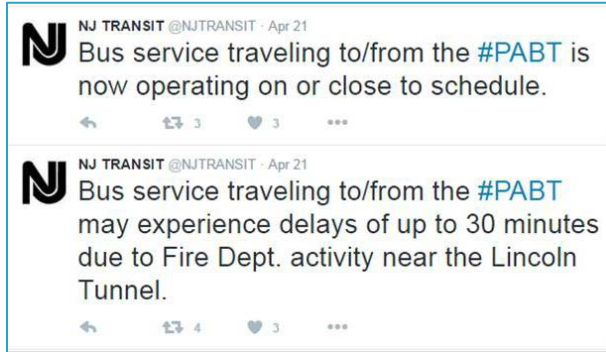 NJ TRANSIT @NJTRANSIT · Apr 21
Bus service traveling to/from the #PABT is
now operating on or close to schedule.
3 3
NJ TRANSIT @NJTRANSIT · Apr 21
Bus service traveling to/from the #PABT
may experience delays of up to 30 minutes
due to Fire Dept. activity near the Lincoln
Tunnel.
4 3